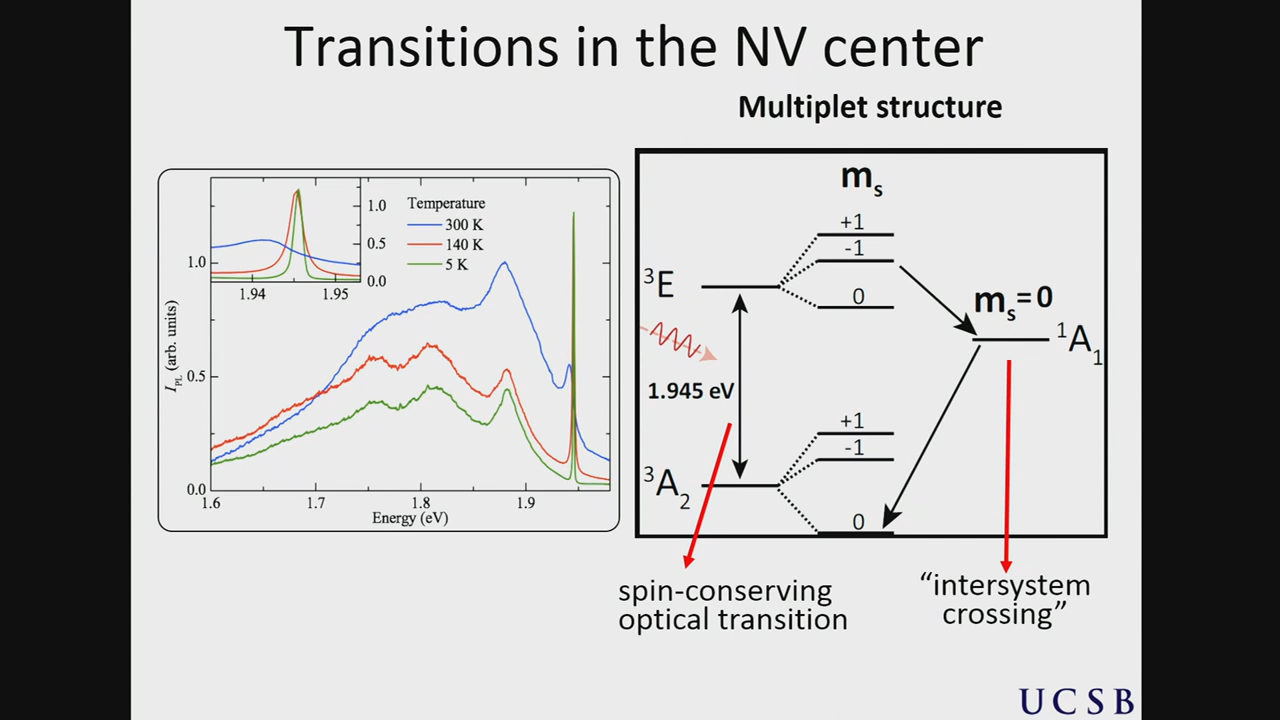 Transitions in the NV center
Multiplet structure
1.0
0.5
0.0
1.94
1.95
Temperature
300 K
140 K
5 K
1.0
0.5
0.0
I_PL (arb. units)
1.6
1.7
1.8
1.9
Energy (eV)
m_s
+1
-1
0
³E
m_s=0
¹A₁
1.945 eV
+1
-1
³A₂
0
spin-conserving
optical transition
“intersystem
crossing”
UCSB